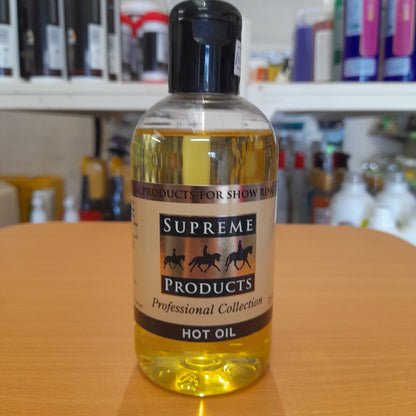 PRODUCTS FOR SHOW RING
SUPREME
PRODUCTS
Professional Collection
HOT OIL